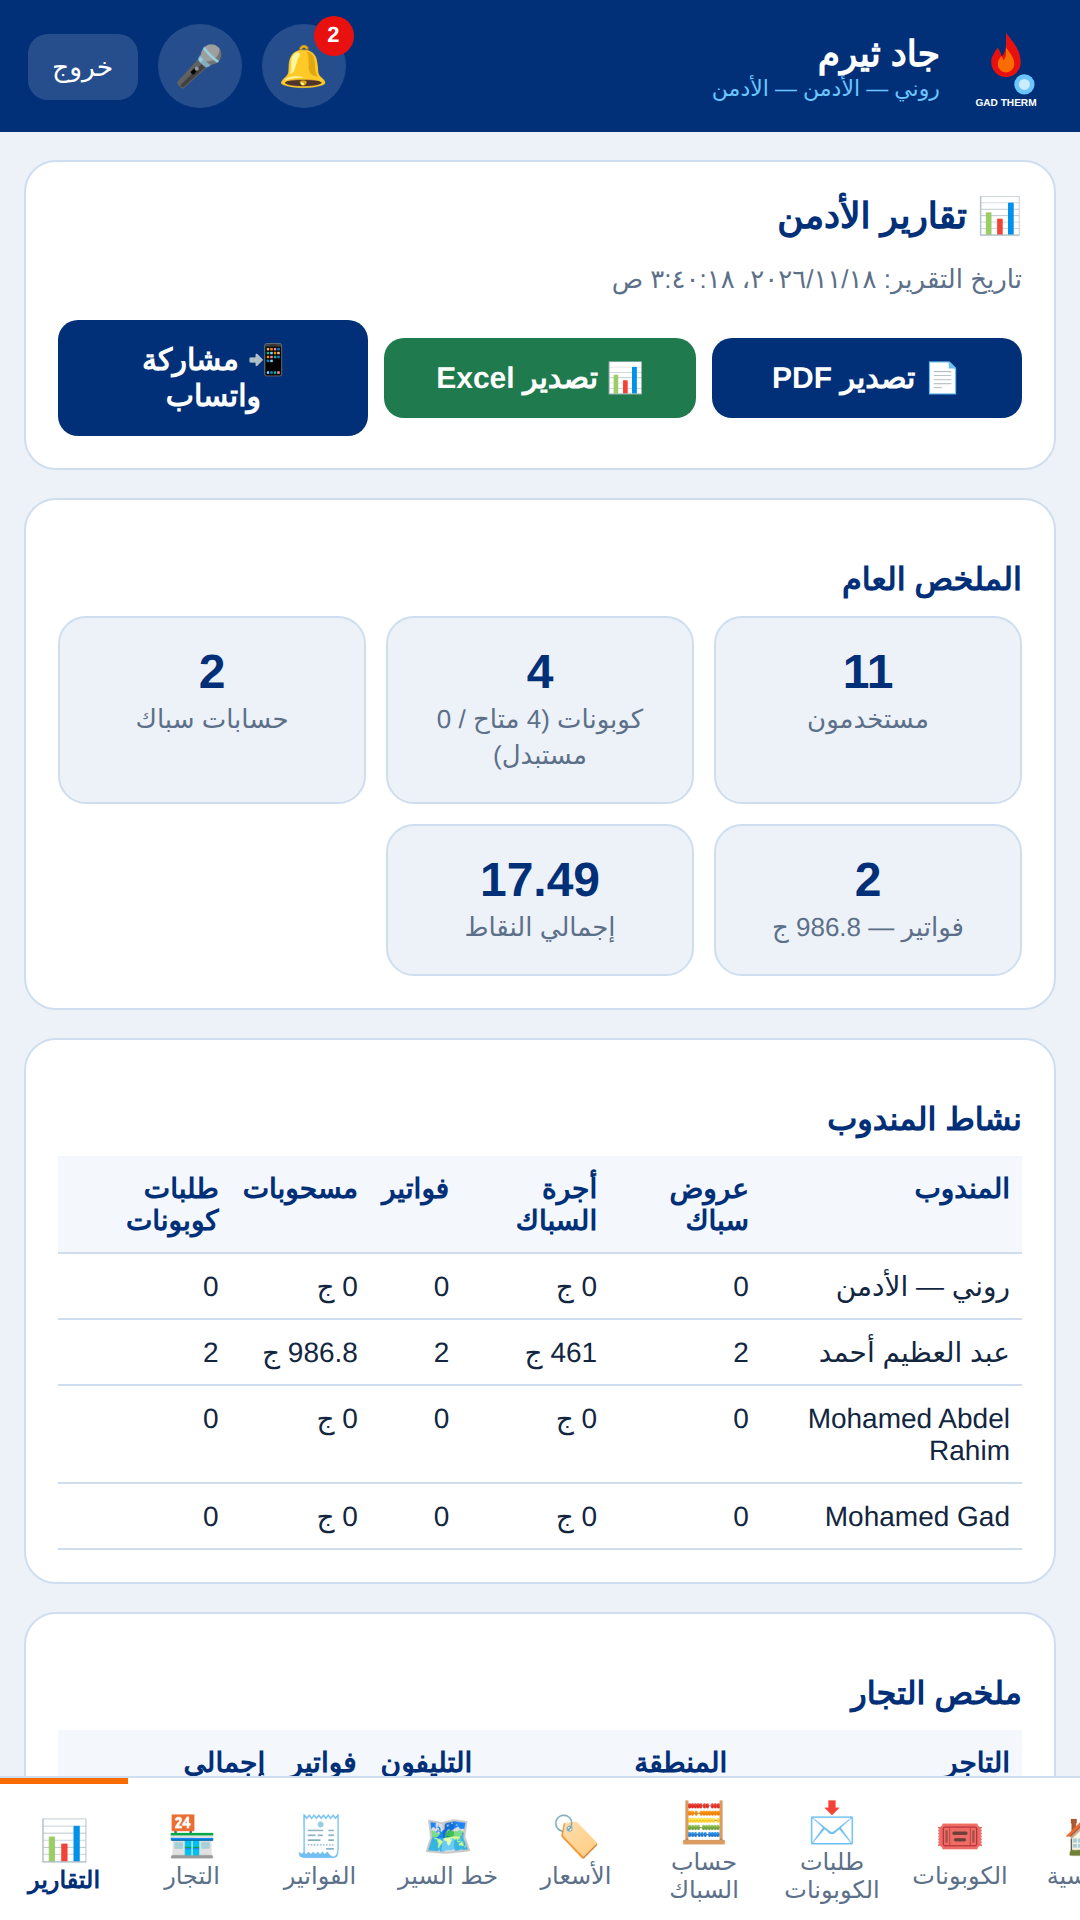 GAD THERM
جاد ثيرم
روني — الأدمن — الأدمن
2
خروج
تقارير الأدمن
تاريخ التقرير: ٢٠٢٦/١١/١٨، ٣:٤٠:١٨ ص
تصدير PDF
تصدير Excel
مشاركة
واتساب
الملخص العام
11
مستخدمون
4
كوبونات (4 متاح / 0
مستبدل)
2
حسابات سباك
2
فواتير — 986.8 ج
17.49
إجمالي النقاط
نشاط المندوب
المندوب عروض سباك أجرة السباك فواتير مسحوبات طلبات كوبونات
روني — الأدمن 0 0 ج 0 0 ج 0
عبد العظيم أحمد 2 461 ج 2 986.8 ج 2
Mohamed Abdel Rahim 0 0 ج 0 0 ج 0
Mohamed Gad 0 0 ج 0 0 ج 0
ملخص التجار
التاجر المنطقة التليفون فواتير إجمالي
الكوبونات
طلبات
الكوبونات
حساب
السباك
الأسعار
خط السير
الفواتير
التجار
التقارير